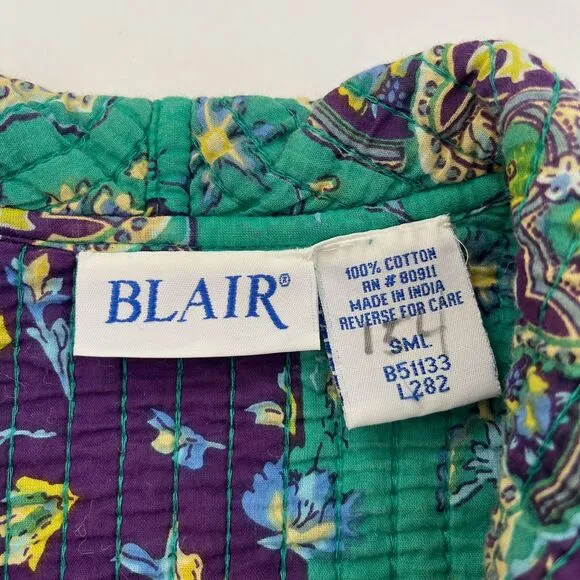 BLAIR®
100% COTTON
RN # 80911
MADE IN INDIA
REVERSE FOR CARE
SML
B51133
L282